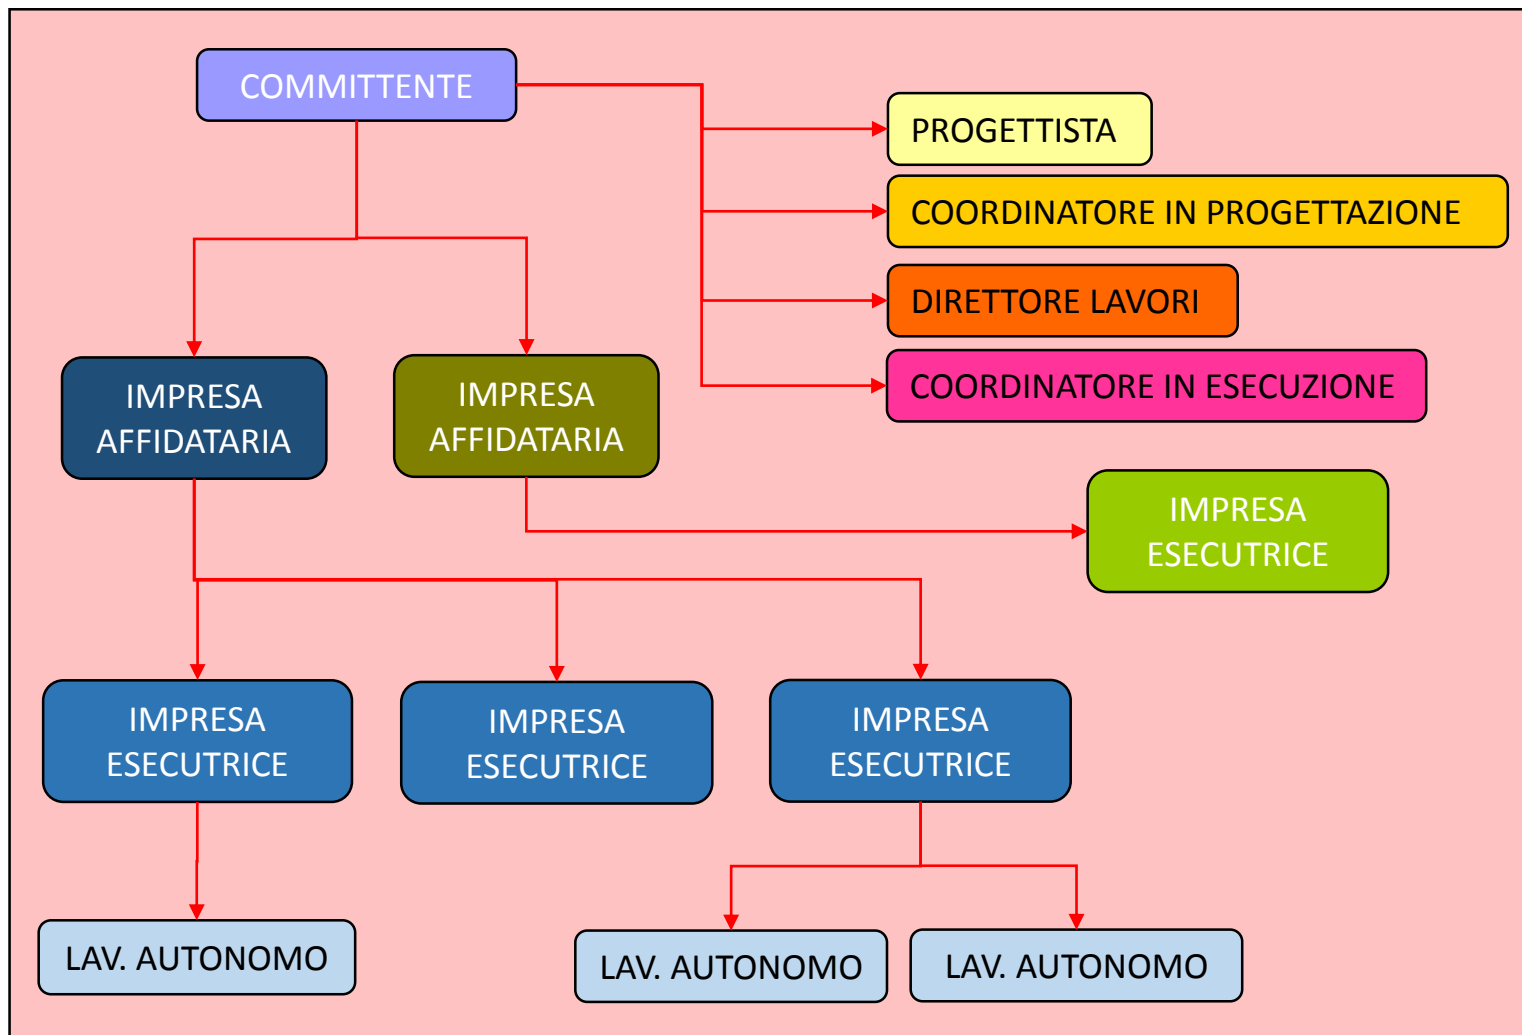 COMMITTENTE
PROGETTISTA
COORDINATORE IN PROGETTAZIONE
DIRETTORE LAVORI
COORDINATORE IN ESECUZIONE
IMPRESA
AFFIDATARIA
IMPRESA
AFFIDATARIA
IMPRESA
ESECUTRICE
IMPRESA
ESECUTRICE
IMPRESA
ESECUTRICE
IMPRESA
ESECUTRICE
LAV. AUTONOMO
LAV. AUTONOMO
LAV. AUTONOMO